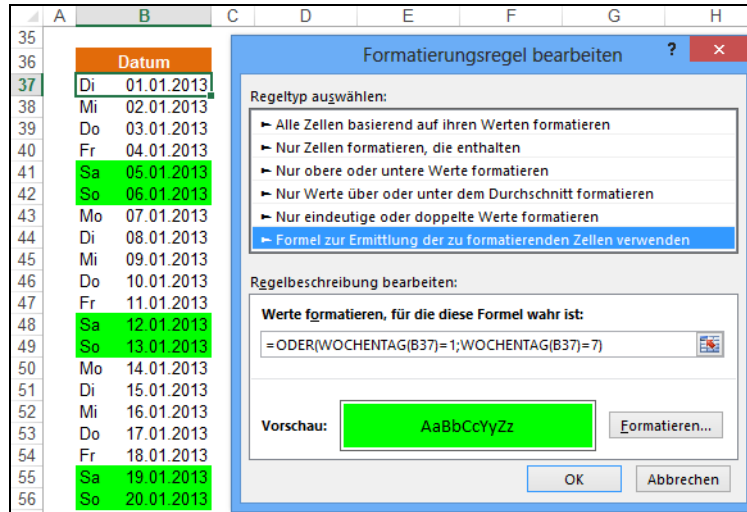 A B C D E F G H
35
36 Datum
37 Di 01.01.2013
38 Mi 02.01.2013
39 Do 03.01.2013
40 Fr 04.01.2013
41 Sa 05.01.2013
42 So 06.01.2013
43 Mo 07.01.2013
44 Di 08.01.2013
45 Mi 09.01.2013
46 Do 10.01.2013
47 Fr 11.01.2013
48 Sa 12.01.2013
49 So 13.01.2013
50 Mo 14.01.2013
51 Di 15.01.2013
52 Mi 16.01.2013
53 Do 17.01.2013
54 Fr 18.01.2013
55 Sa 19.01.2013
56 So 20.01.2013
Formatierungsregel bearbeiten ? ×
Regeltyp auswählen:
► Alle Zellen basierend auf ihren Werten formatieren
► Nur Zellen formatieren, die enthalten
► Nur obere oder untere Werte formatieren
► Nur Werte über oder unter dem Durchschnitt formatieren
► Nur eindeutige oder doppelte Werte formatieren
► Formel zur Ermittlung der zu formatierenden Zellen verwenden
Regelbeschreibung bearbeiten:
Werte formatieren, für die diese Formel wahr ist:
=ODER(WOCHENTAG(B37)=1;WOCHENTAG(B37)=7)
Vorschau: AaBbCcYyZz Formatieren...
OK Abbrechen